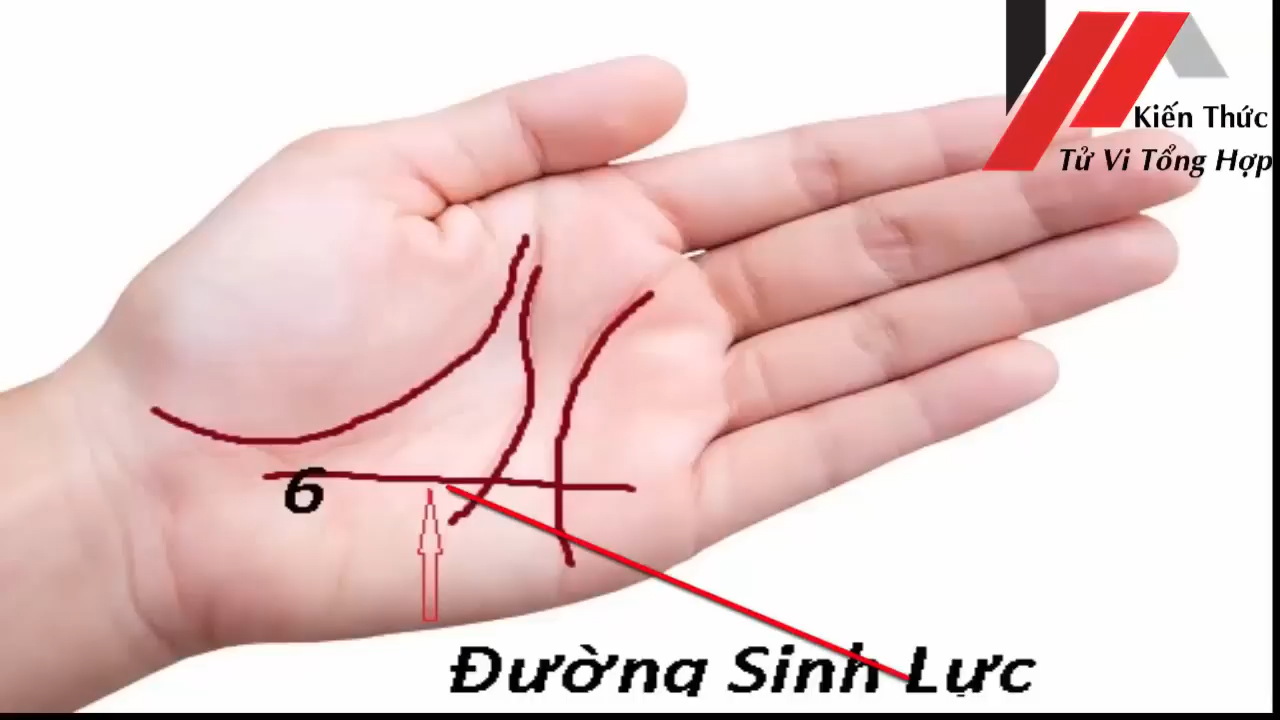 Kiến Thức
Tử Vi Tổng Hợp
6
Đường Sinh Lực